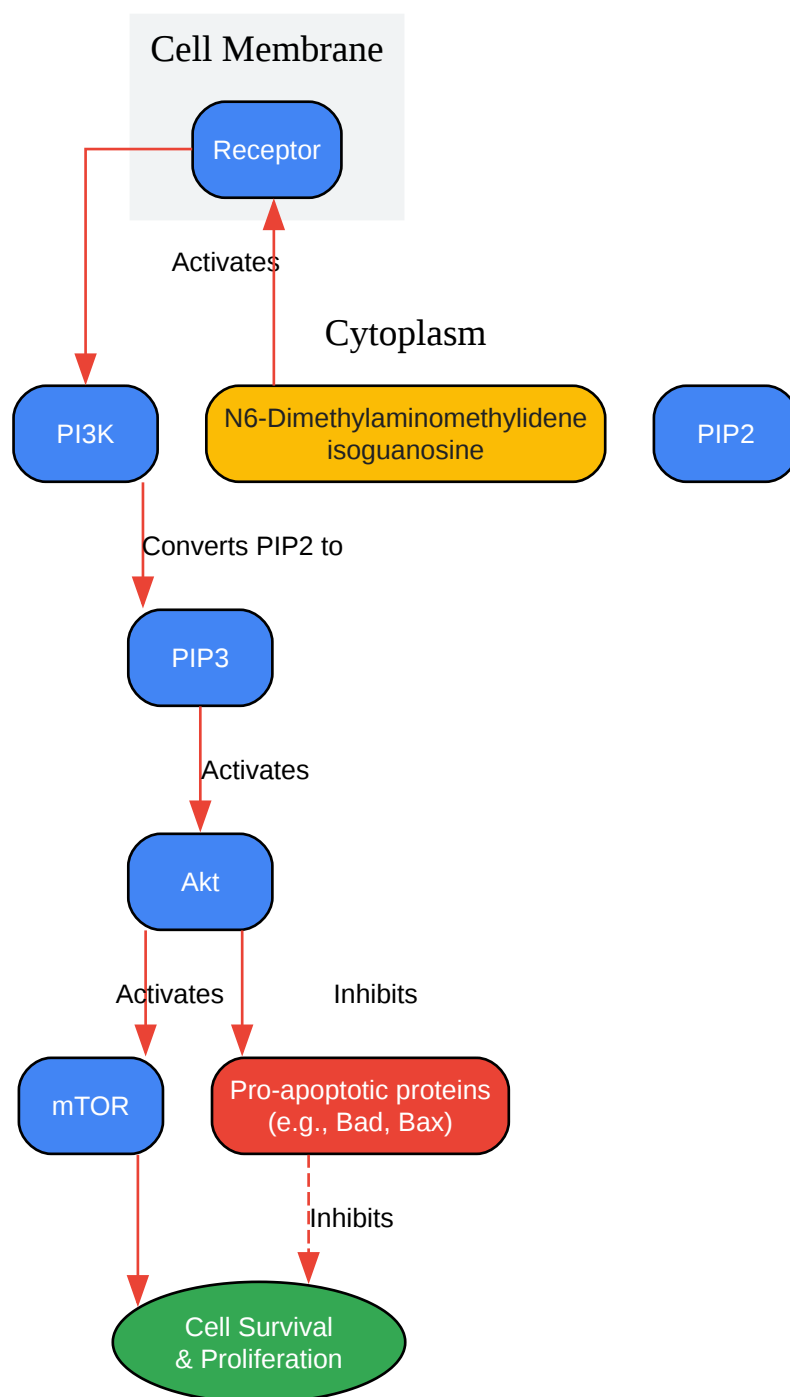 Cell Membrane
Receptor
Activates
Cytoplasm
PI3K
N6-Dimethylaminomethylidene
isoguanosine
PIP2
Converts PIP2 to
PIP3
Activates
Akt
Activates
Inhibits
mTOR
Pro-apoptotic proteins
(e.g., Bad, Bax)
Inhibits
Cell Survival
& Proliferation